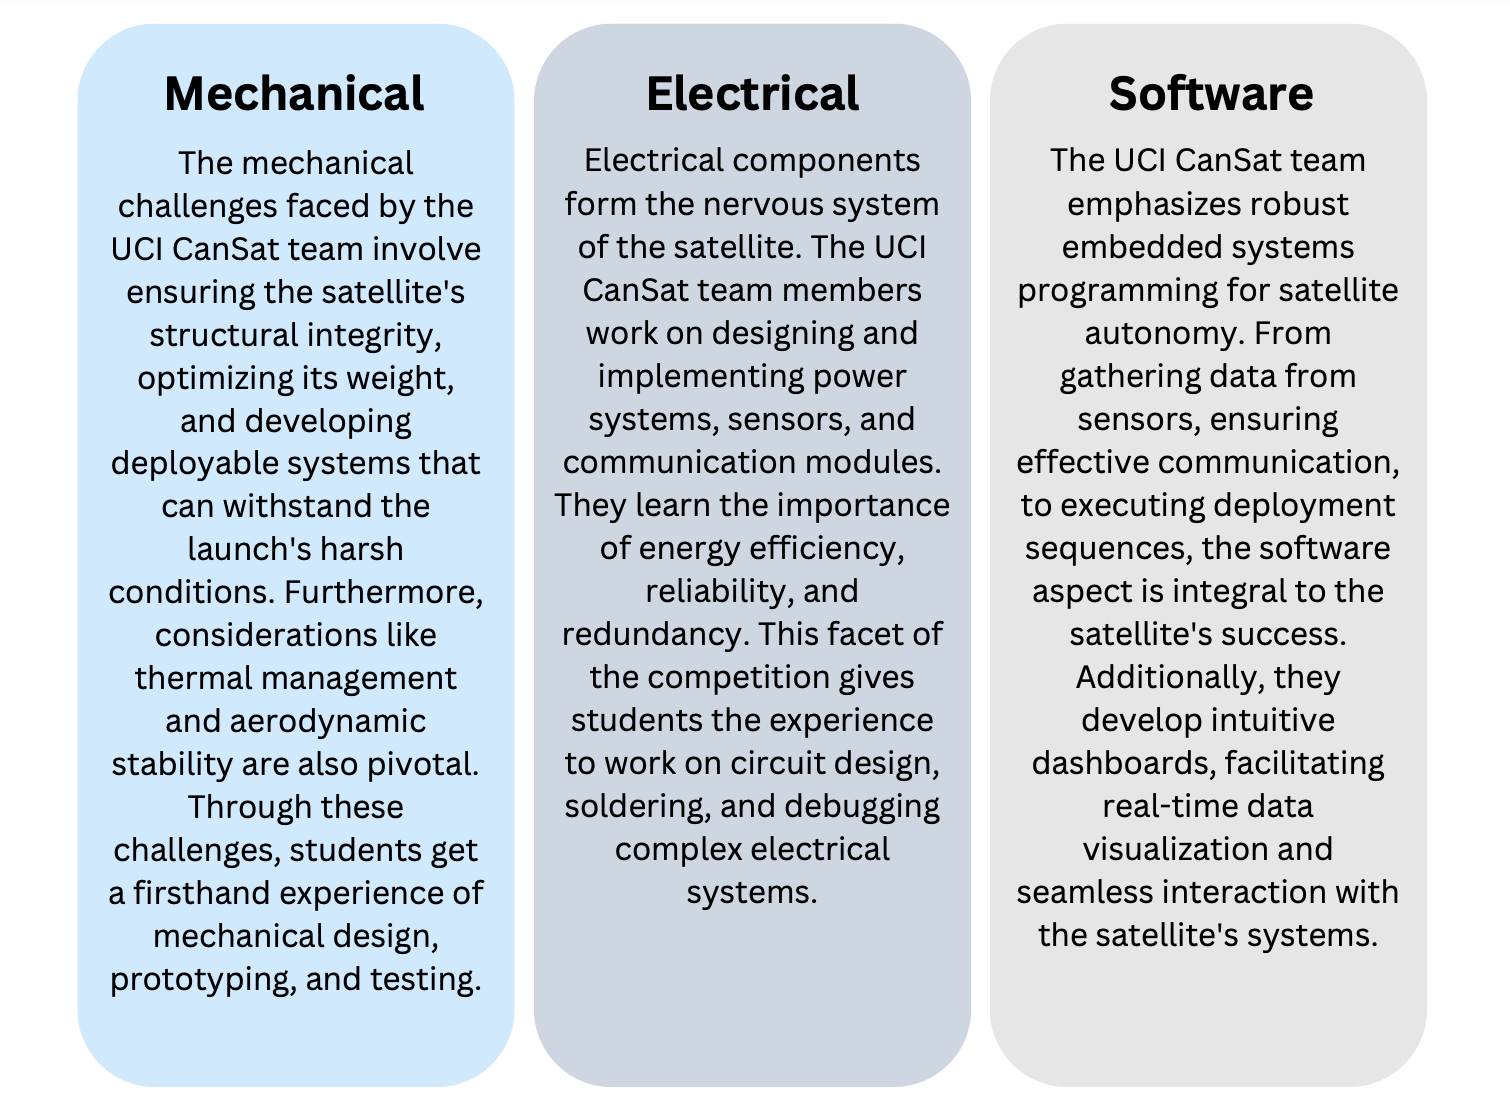 Mechanical
The mechanical
challenges faced by the
UCI CanSat team involve
ensuring the satellite's
structural integrity,
optimizing its weight,
and developing
deployable systems that
can withstand the
launch's harsh
conditions. Furthermore,
considerations like
thermal management
and aerodynamic
stability are also pivotal.
Through these
challenges, students get
a firsthand experience of
mechanical design,
prototyping, and testing.
Electrical
Electrical components
form the nervous system
of the satellite. The UCI
CanSat team members
work on designing and
implementing power
systems, sensors, and
communication modules.
They learn the importance
of energy efficiency,
reliability, and
redundancy. This facet of
the competition gives
students the experience
to work on circuit design,
soldering, and debugging
complex electrical
systems.
Software
The UCI CanSat team
emphasizes robust
embedded systems
programming for satellite
autonomy. From
gathering data from
sensors, ensuring
effective communication,
to executing deployment
sequences, the software
aspect is integral to the
satellite's success.
Additionally, they
develop intuitive
dashboards, facilitating
real-time data
visualization and
seamless interaction with
the satellite's systems.